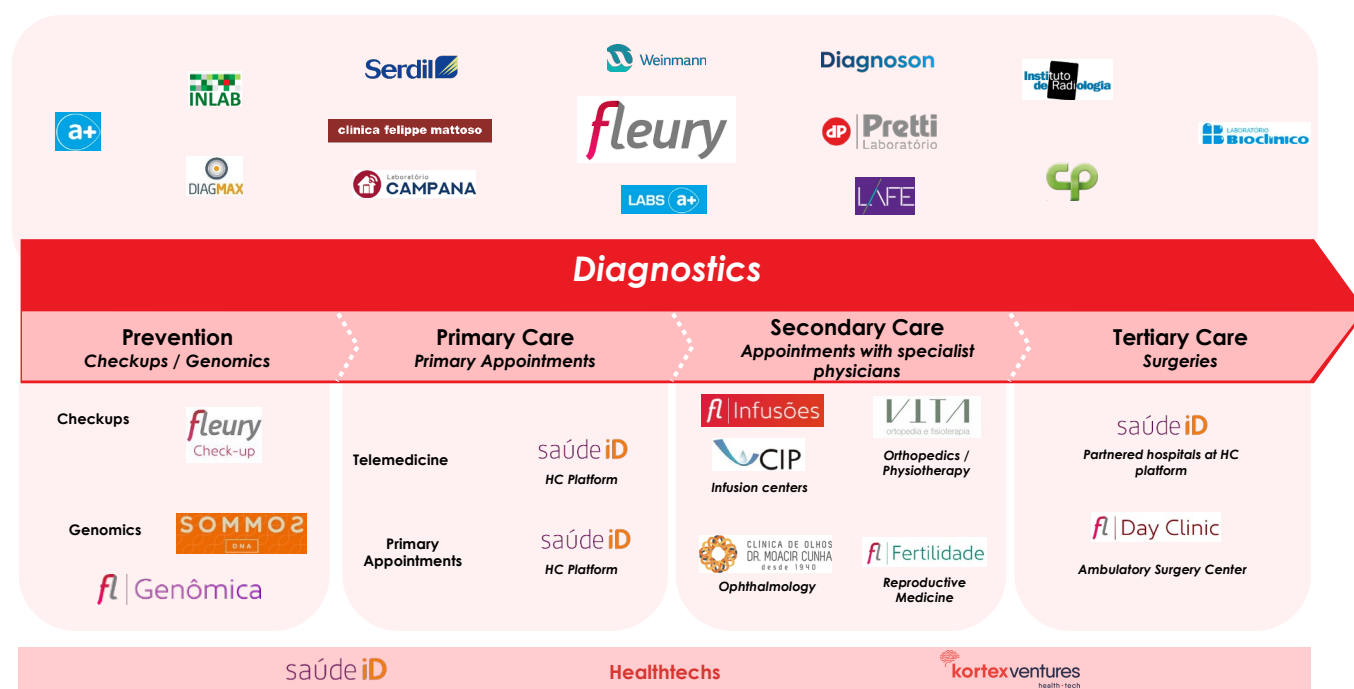 a+
INLAB
DIAGMAX
Serdil
clínica felippe mattoso
Laboratório
CAMPANA
Weinmann
fleury
LABS a+
Diagnoson
dP Pretti
Laboratório
LAFE
Instituto
de Radiologia
cp
LABORATÓRIO
BIOCLÍNICO
Diagnostics
Prevention
Checkups / Genomics
Primary Care
Primary Appointments
Secondary Care
Appointments with specialist
physicians
Tertiary Care
Surgeries
Checkups
fleury
Check-up
Genomics
SOMMOS
DNA
fl Genômica
Telemedicine
saúde iD
HC Platform
Primary
Appointments
saúde iD
HC Platform
fl Infusões
CIP
Infusion centers
VITA
ortopedia e fisioterapia
Orthopedics /
Physiotherapy
CLINICA DE OLHOS
DR. MOACIR CUNHA
desde 1940
Ophthalmology
fl Fertilidade
Reproductive
Medicine
saúde iD
Partnered hospitals at HC
platform
fl Day Clinic
Ambulatory Surgery Center
saúde iD
Healthtechs
kortex ventures
health - tech